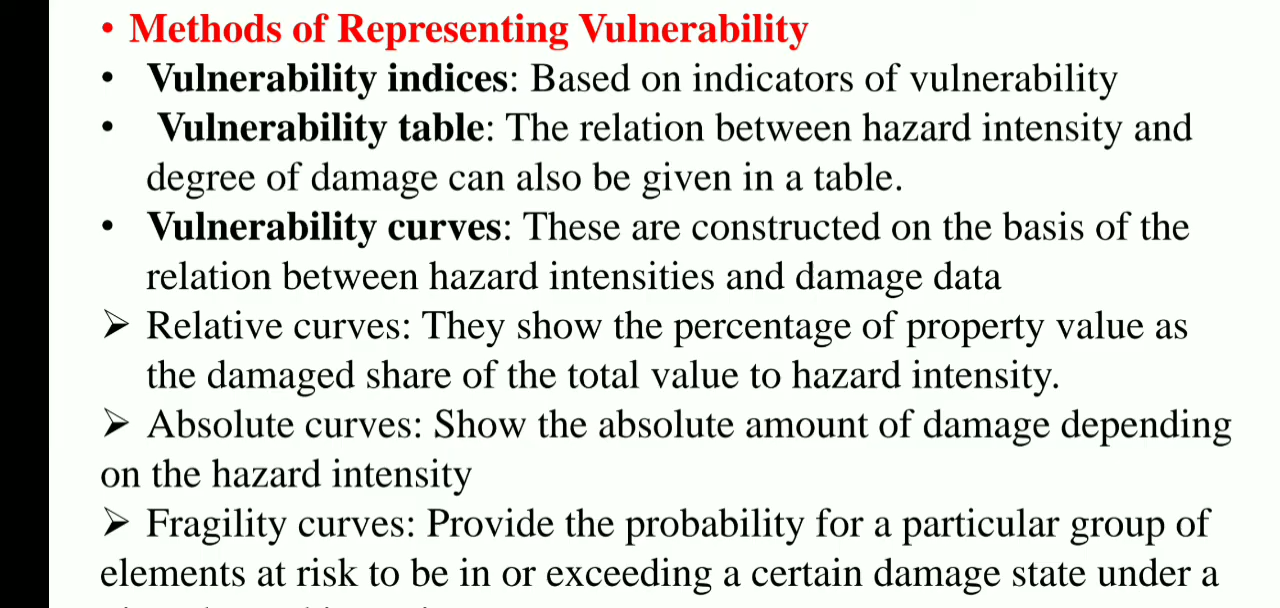 • Methods of Representing Vulnerability
• Vulnerability indices: Based on indicators of vulnerability
• Vulnerability table: The relation between hazard intensity and
degree of damage can also be given in a table.
• Vulnerability curves: These are constructed on the basis of the
relation between hazard intensities and damage data
➢ Relative curves: They show the percentage of property value as
the damaged share of the total value to hazard intensity.
➢ Absolute curves: Show the absolute amount of damage depending
on the hazard intensity
➢ Fragility curves: Provide the probability for a particular group of
elements at risk to be in or exceeding a certain damage state under a